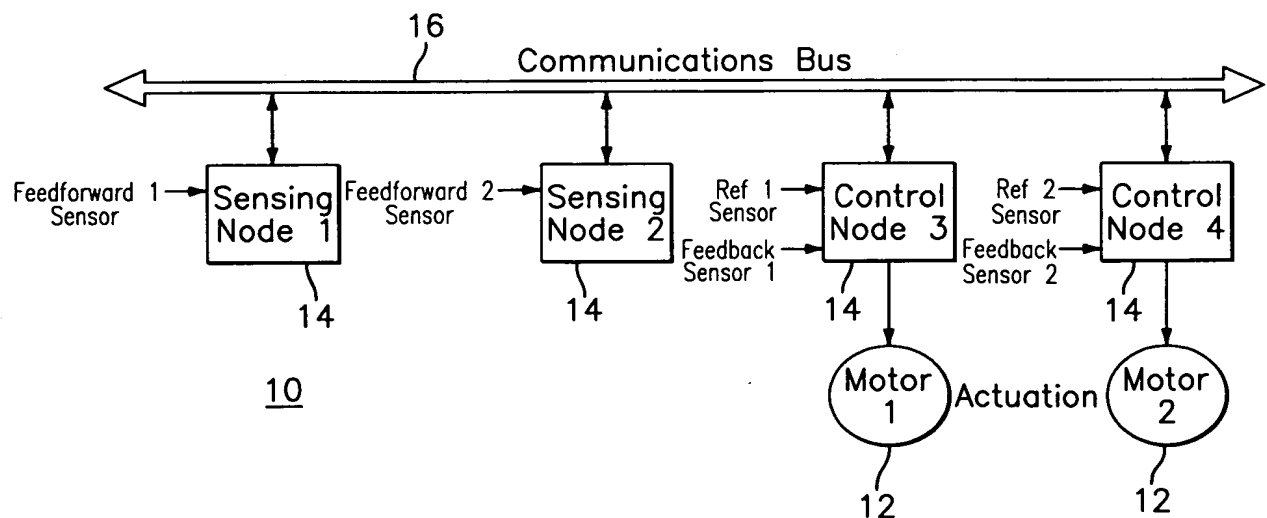 16
Communications Bus
Feedforward 1
Sensor
Sensing
Node 1
14
Feedforward 2
Sensor
Sensing
Node 2
14
Ref 1
Sensor
Feedback
Sensor 1
Control
Node 3
14
Ref 2
Sensor
Feedback
Sensor 2
Control
Node 4
14
10
Motor
1
Actuation
Motor
2
12
12